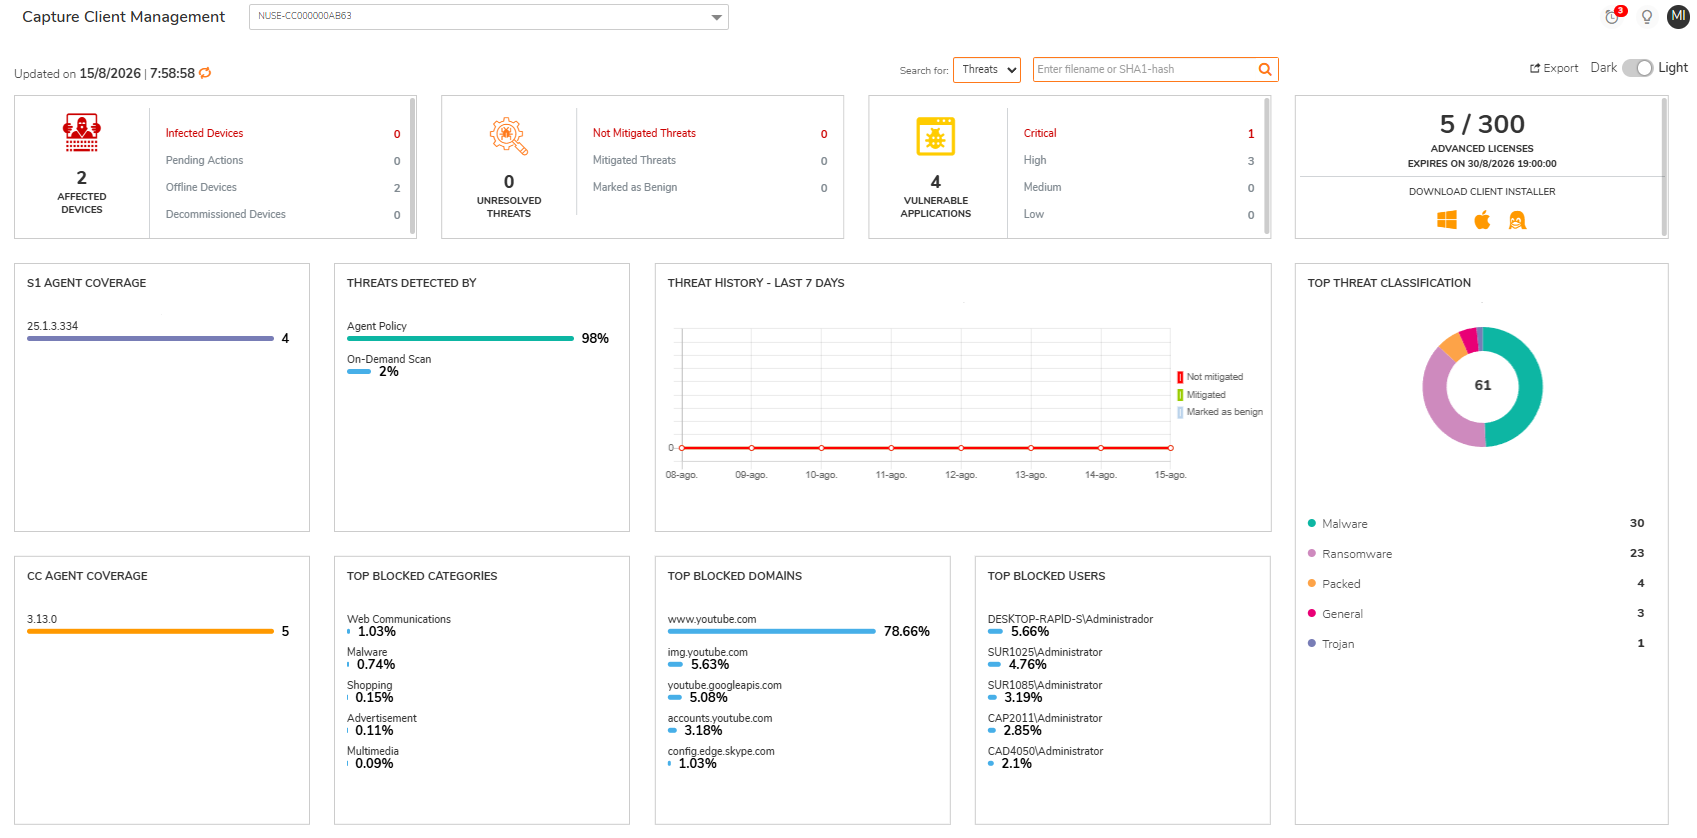 Capture Client Management
NUSE-CC000000AB63
3
MI
Updated on 15/8/2026 | 7:58:58
Search for:
Threats
Enter filename or SHA1-hash
Export
Dark
Light
2
AFFECTED
DEVICES
Infected Devices 0
Pending Actions 0
Offline Devices 2
Decommissioned Devices 0
0
UNRESOLVED
THREATS
Not Mitigated Threats 0
Mitigated Threats 0
Marked as Benign 0
4
VULNERABLE
APPLICATIONS
Critical 1
High 3
Medium 0
Low 0
5 / 300
ADVANCED LICENSES
EXPIRES ON 30/8/2026 19:00:00
DOWNLOAD CLIENT INSTALLER
S1 AGENT COVERAGE
25.1.3.334
4
THREATS DETECTED BY
Agent Policy
98%
On-Demand Scan
2%
THREAT HISTORY - LAST 7 DAYS
0
08-ago. 09-ago. 10-ago. 11-ago. 12-ago. 13-ago. 14-ago. 15-ago.
Not mitigated
Mitigated
Marked as benign
TOP THREAT CLASSIFICATION
61
Malware 30
Ransomware 23
Packed 4
General 3
Trojan 1
CC AGENT COVERAGE
3.13.0
5
TOP BLOCKED CATEGORIES
Web Communications
1.03%
Malware
0.74%
Shopping
0.15%
Advertisement
0.11%
Multimedia
0.09%
TOP BLOCKED DOMAINS
www.youtube.com
78.66%
img.youtube.com
5.63%
youtube.googleapis.com
5.08%
accounts.youtube.com
3.18%
config.edge.skype.com
1.03%
TOP BLOCKED USERS
DESKTOP-RAPID-S\Administrador
5.66%
SUR1025\Administrator
4.76%
SUR1085\Administrator
3.19%
CAP2011\Administrator
2.85%
CAD4050\Administrator
2.1%